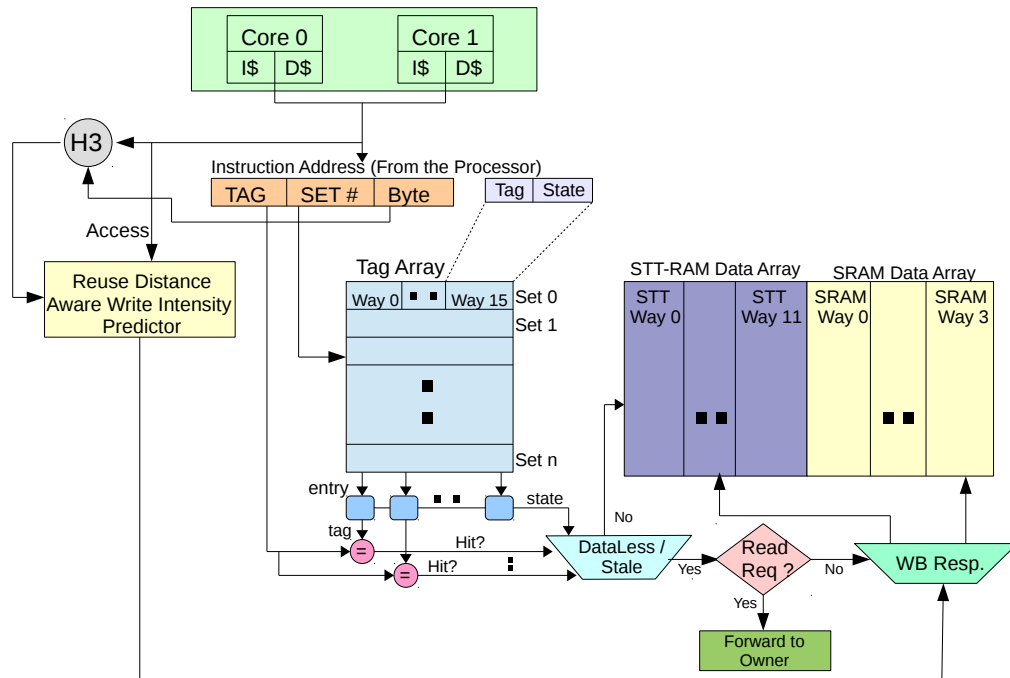 Core 0
Core 1
I$
D$
I$
D$
H3
Instruction Address (From the Processor)
TAG
SET #
Byte
Tag
State
Access
Reuse Distance
Aware Write Intensity
Predictor
Tag Array
Way 0
Way 15
Set 0
Set 1
Set n
STT-RAM Data Array
SRAM Data Array
STT
Way 0
STT
Way 11
SRAM
Way 0
SRAM
Way 3
entry
state
tag
=
Hit?
=
Hit?
No
DataLess /
Stale
Yes
Read
Req ?
No
Yes
WB Resp.
Forward to
Owner